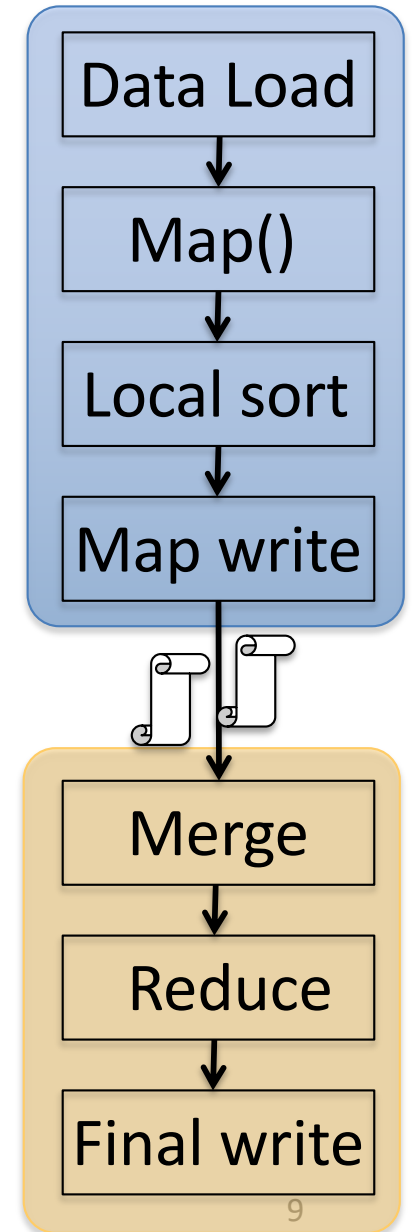 Data Load
Map()
Local sort
Map write
Merge
Reduce
Final write
9